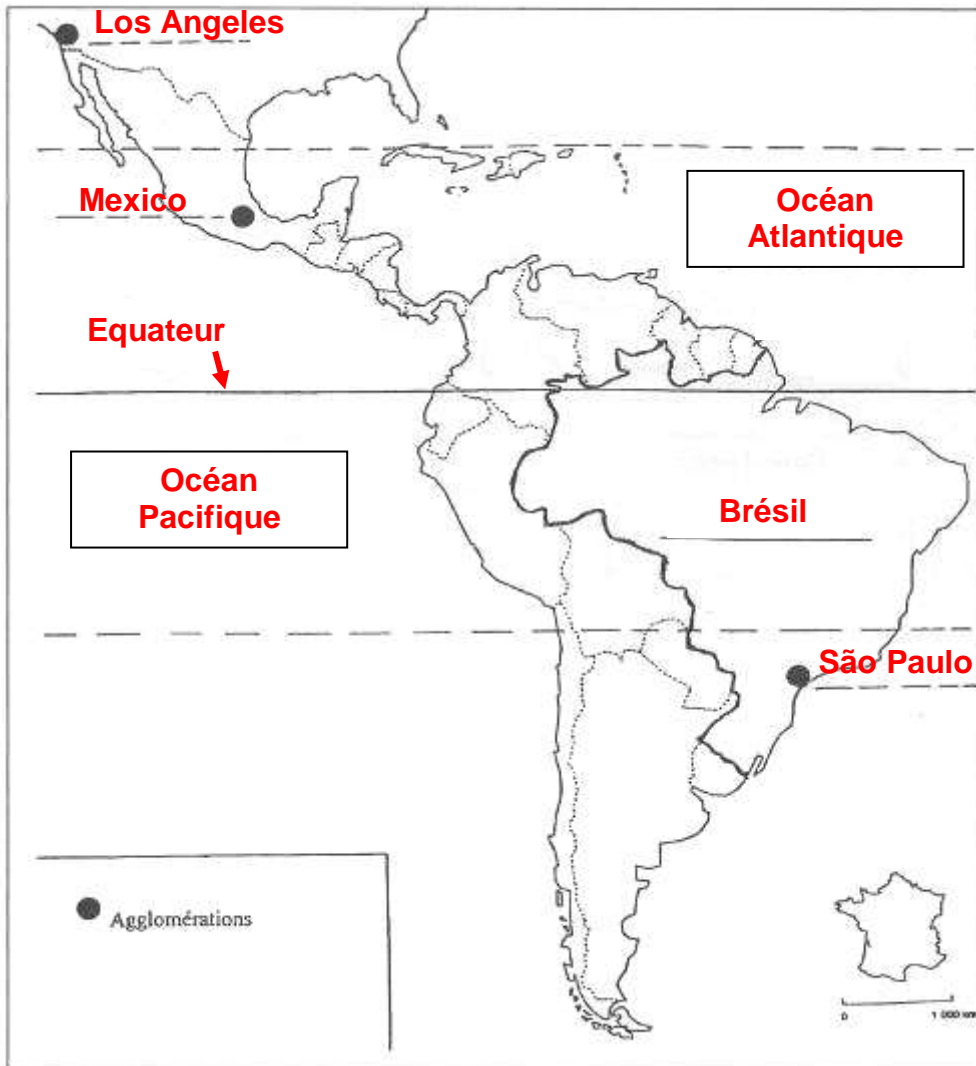 Los Angeles
Mexico
Océan
Atlantique
Equateur
Océan
Pacifique
Brésil
São Paulo
Agglomérations
0 1 000 km